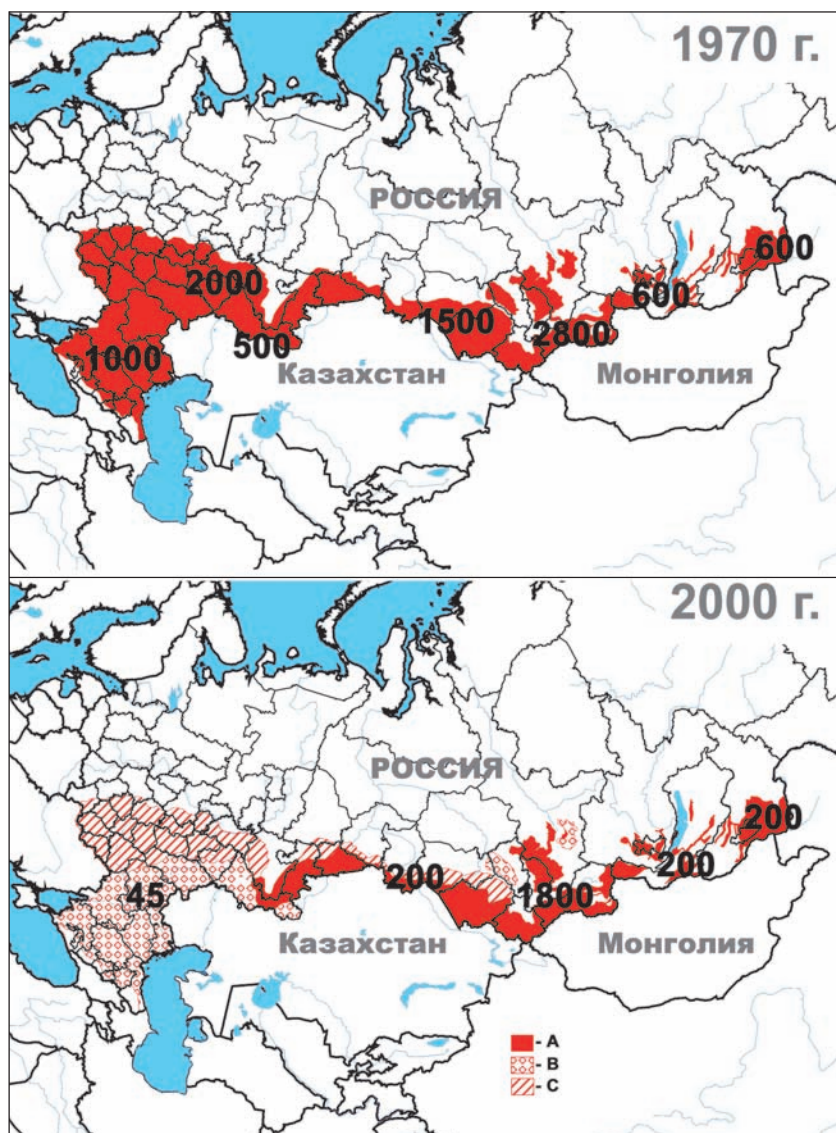 1970 г.
РОССИЯ
600
2000
600
1500
2800
500
1000
Казахстан
Монголия
2000 г.
РОССИЯ
200
200
200
45
1800
Казахстан
Монголия
- A
- B
- C